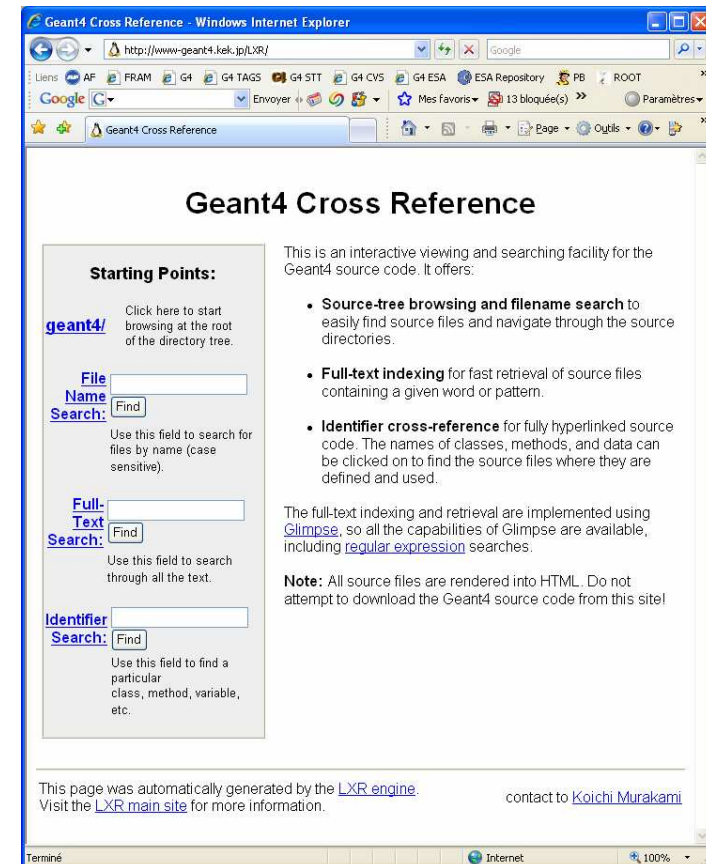 Geant4 Cross Reference - Windows Internet Explorer
http://www-geant4.kek.jp/LXR/
Google
Liens AF FRAM G4 G4 TAGS G4 STT G4 CVS G4 ESA ESA Repository PB ROOT »
Google G Envoyer Mes favoris 13 bloquée(s) » Paramètres
Geant4 Cross Reference
Page Outils »
Geant4 Cross Reference
Starting Points:
geant4/
Click here to start
browsing at the root
of the directory tree.
File
Name
Search:
Find
Use this field to search for
files by name (case
sensitive).
Full-
Text
Search:
Find
Use this field to search
through all the text.
Identifier
Search:
Find
Use this field to find a
particular
class, method, variable,
etc.
This is an interactive viewing and searching facility for the
Geant4 source code. It offers:
• Source-tree browsing and filename search to
easily find source files and navigate through the source
directories.
• Full-text indexing for fast retrieval of source files
containing a given word or pattern.
• Identifier cross-reference for fully hyperlinked source
code. The names of classes, methods, and data can
be clicked on to find the source files where they are
defined and used.
The full-text indexing and retrieval are implemented using
Glimpse, so all the capabilities of Glimpse are available,
including regular expression searches.
Note: All source files are rendered into HTML. Do not
attempt to download the Geant4 source code from this site!
This page was automatically generated by the LXR engine.
Visit the LXR main site for more information.
contact to Koichi Murakami
Terminé
Internet
100%